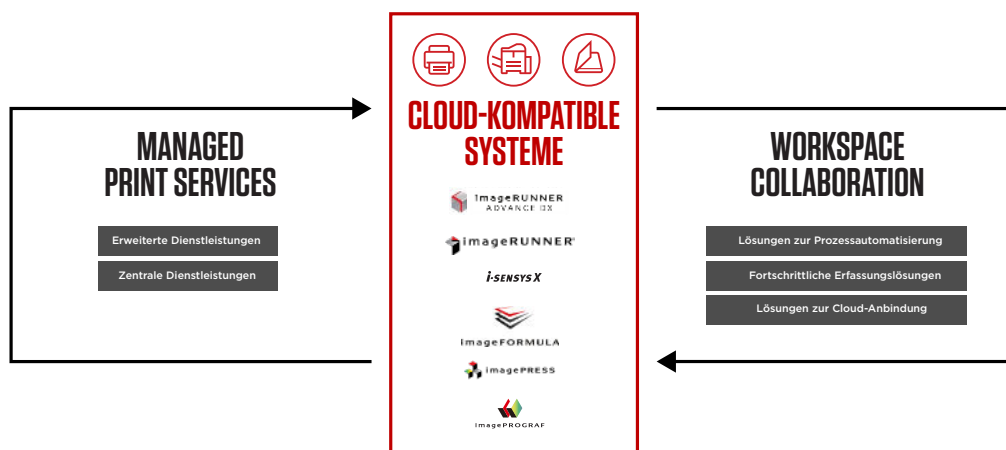 MANAGED
PRINT SERVICES
Erweiterte Dienstleistungen
Zentrale Dienstleistungen
CLOUD-KOMPATIBLE
SYSTEME
imageRUNNER
ADVANCE DX
imageRUNNER
i-SENSYS X
imageFORMULA
imagePRESS
imagePROGRAF
WORKSPACE
COLLABORATION
Lösungen zur Prozessautomatisierung
Fortschrittliche Erfassungslösungen
Lösungen zur Cloud-Anbindung